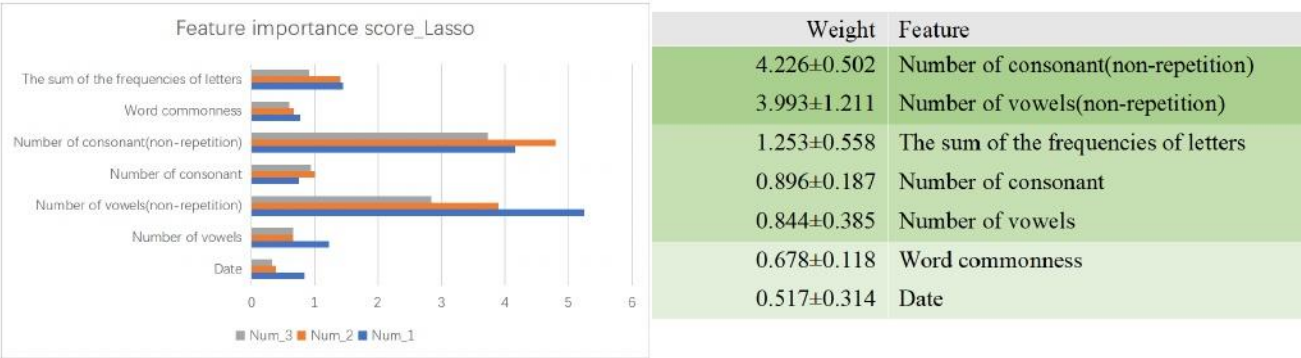 Feature importance score_Lasso
The sum of the frequencies of letters
Word commonness
Number of consonant(non-repetition)
Number of consonant
Number of vowels(non-repetition)
Number of vowels
Date
0 1 2 3 4 5 6
Num_3 Num_2 Num_1
Weight Feature
4.226±0.502 Number of consonant(non-repetition)
3.993±1.211 Number of vowels(non-repetition)
1.253±0.558 The sum of the frequencies of letters
0.896±0.187 Number of consonant
0.844±0.385 Number of vowels
0.678±0.118 Word commonness
0.517±0.314 Date